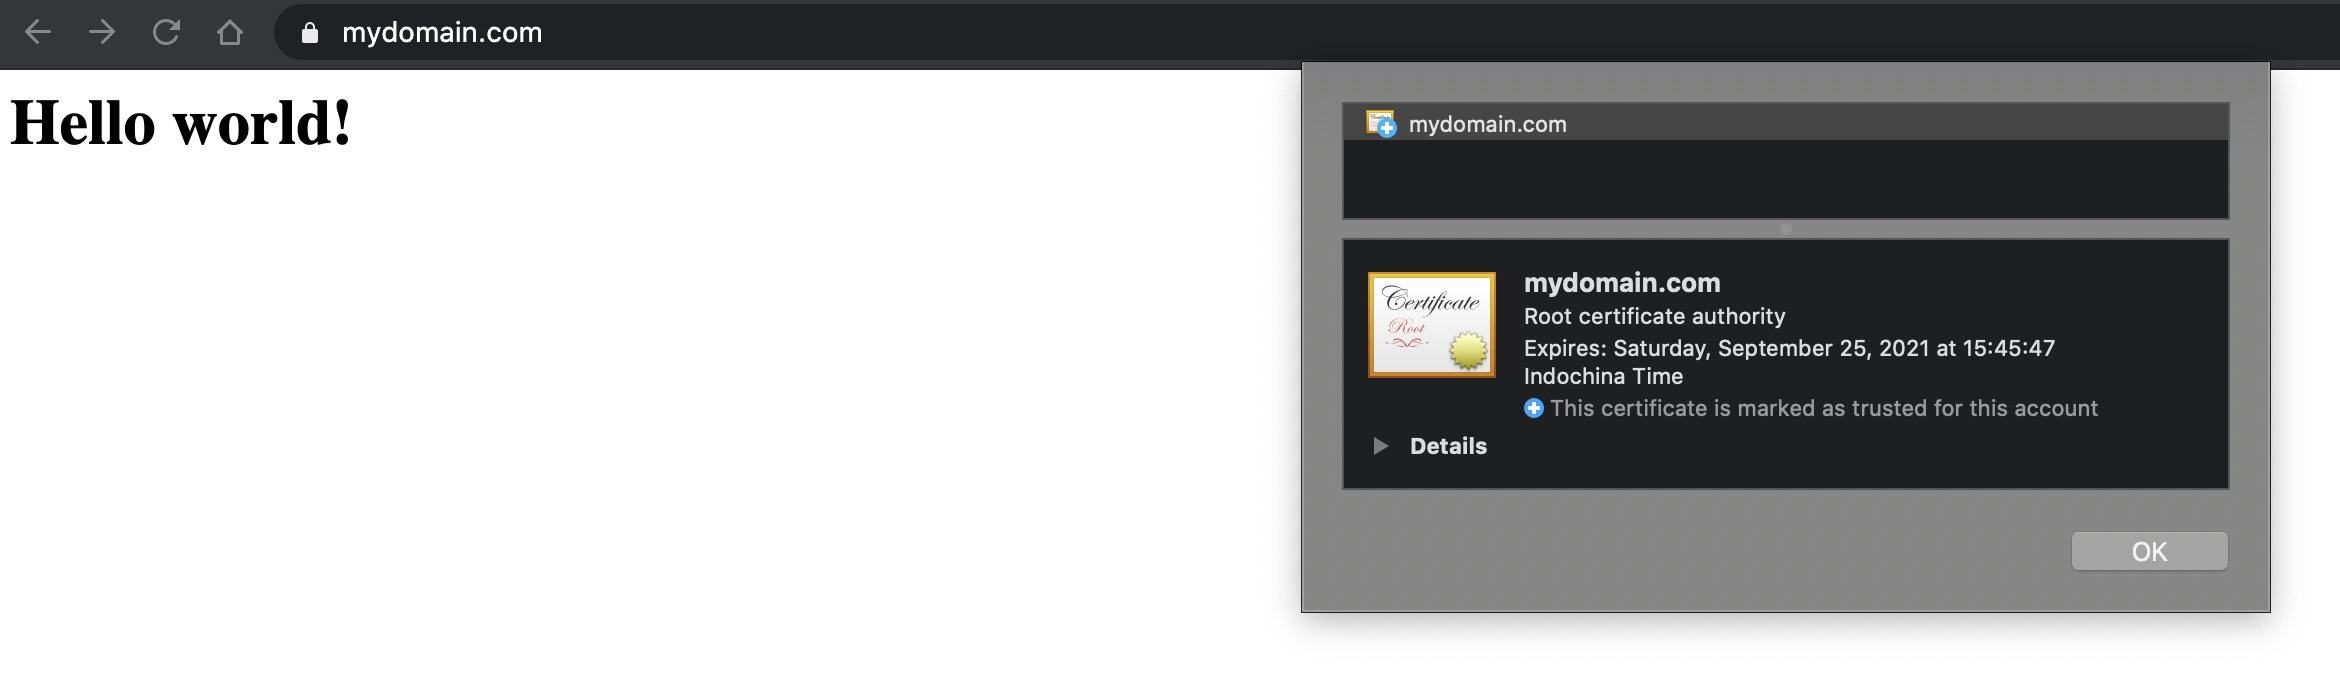 mydomain.com
Hello world!
mydomain.com
Certificate
Root
mydomain.com
Root certificate authority
Expires: Saturday, September 25, 2021 at 15:45:47
Indochina Time
This certificate is marked as trusted for this account
Details
OK